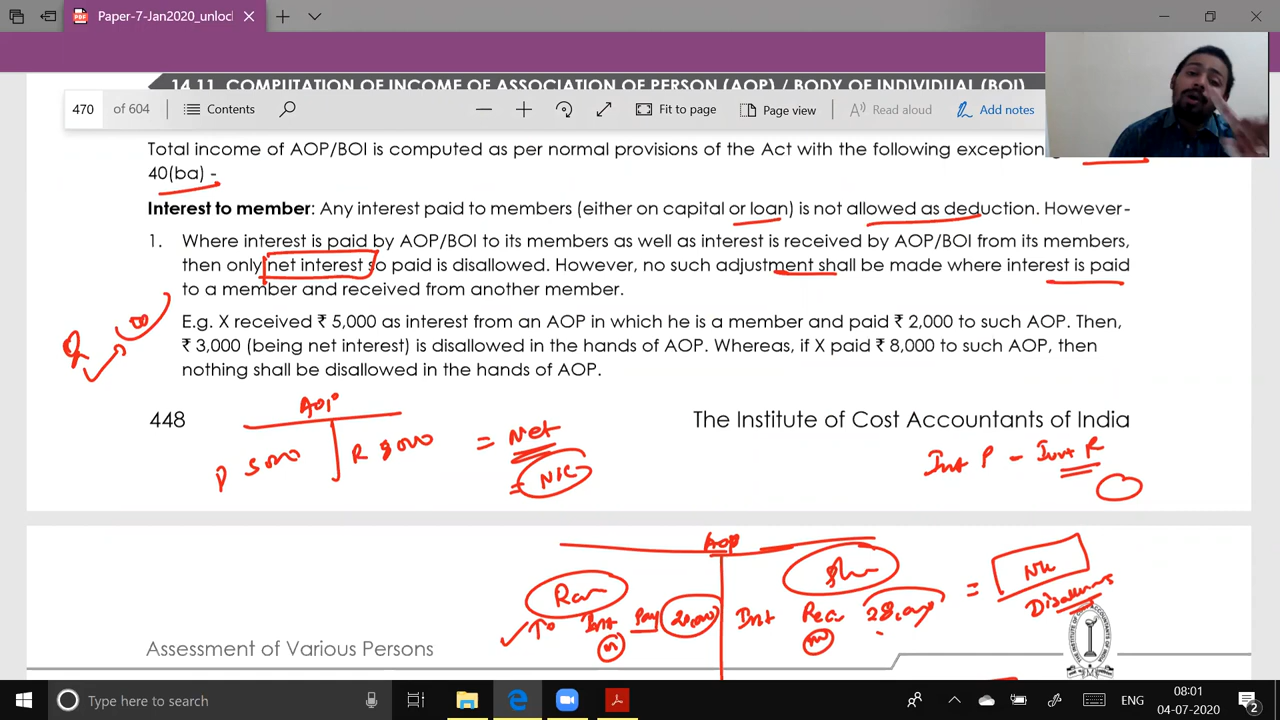 Paper-7-Jan2020_unloc
14.11 COMPUTATION OF INCOME OF ASSOCIATION OF PERSON (AOP) / BODY OF INDIVIDUAL (BOI)
470 of 604 Contents Fit to page Page view Read aloud Add notes
Total income of AOP/BOI is computed as per normal provisions of the Act with the following exception
40(ba) -
Interest to member: Any interest paid to members (either on capital or loan) is not allowed as deduction. However-
1. Where interest is paid by AOP/BOI to its members as well as interest is received by AOP/BOI from its members,
then only net interest so paid is disallowed. However, no such adjustment shall be made where interest is paid
to a member and received from another member.
E.g. X received ₹ 5,000 as interest from an AOP in which he is a member and paid ₹ 2,000 to such AOP. Then,
₹ 3,000 (being net interest) is disallowed in the hands of AOP. Whereas, if X paid ₹ 8,000 to such AOP, then
nothing shall be disallowed in the hands of AOP.
AOP
448 The Institute of Cost Accountants of India
P 5000 R 8000 = Net
= NIL
Int P - Int R
AOP
Ram
= NIL
Disallowns
Int Pay 20,000 Int 28,000
Assessment of Various Persons
Type here to search
ENG
08:01
04-07-2020
2